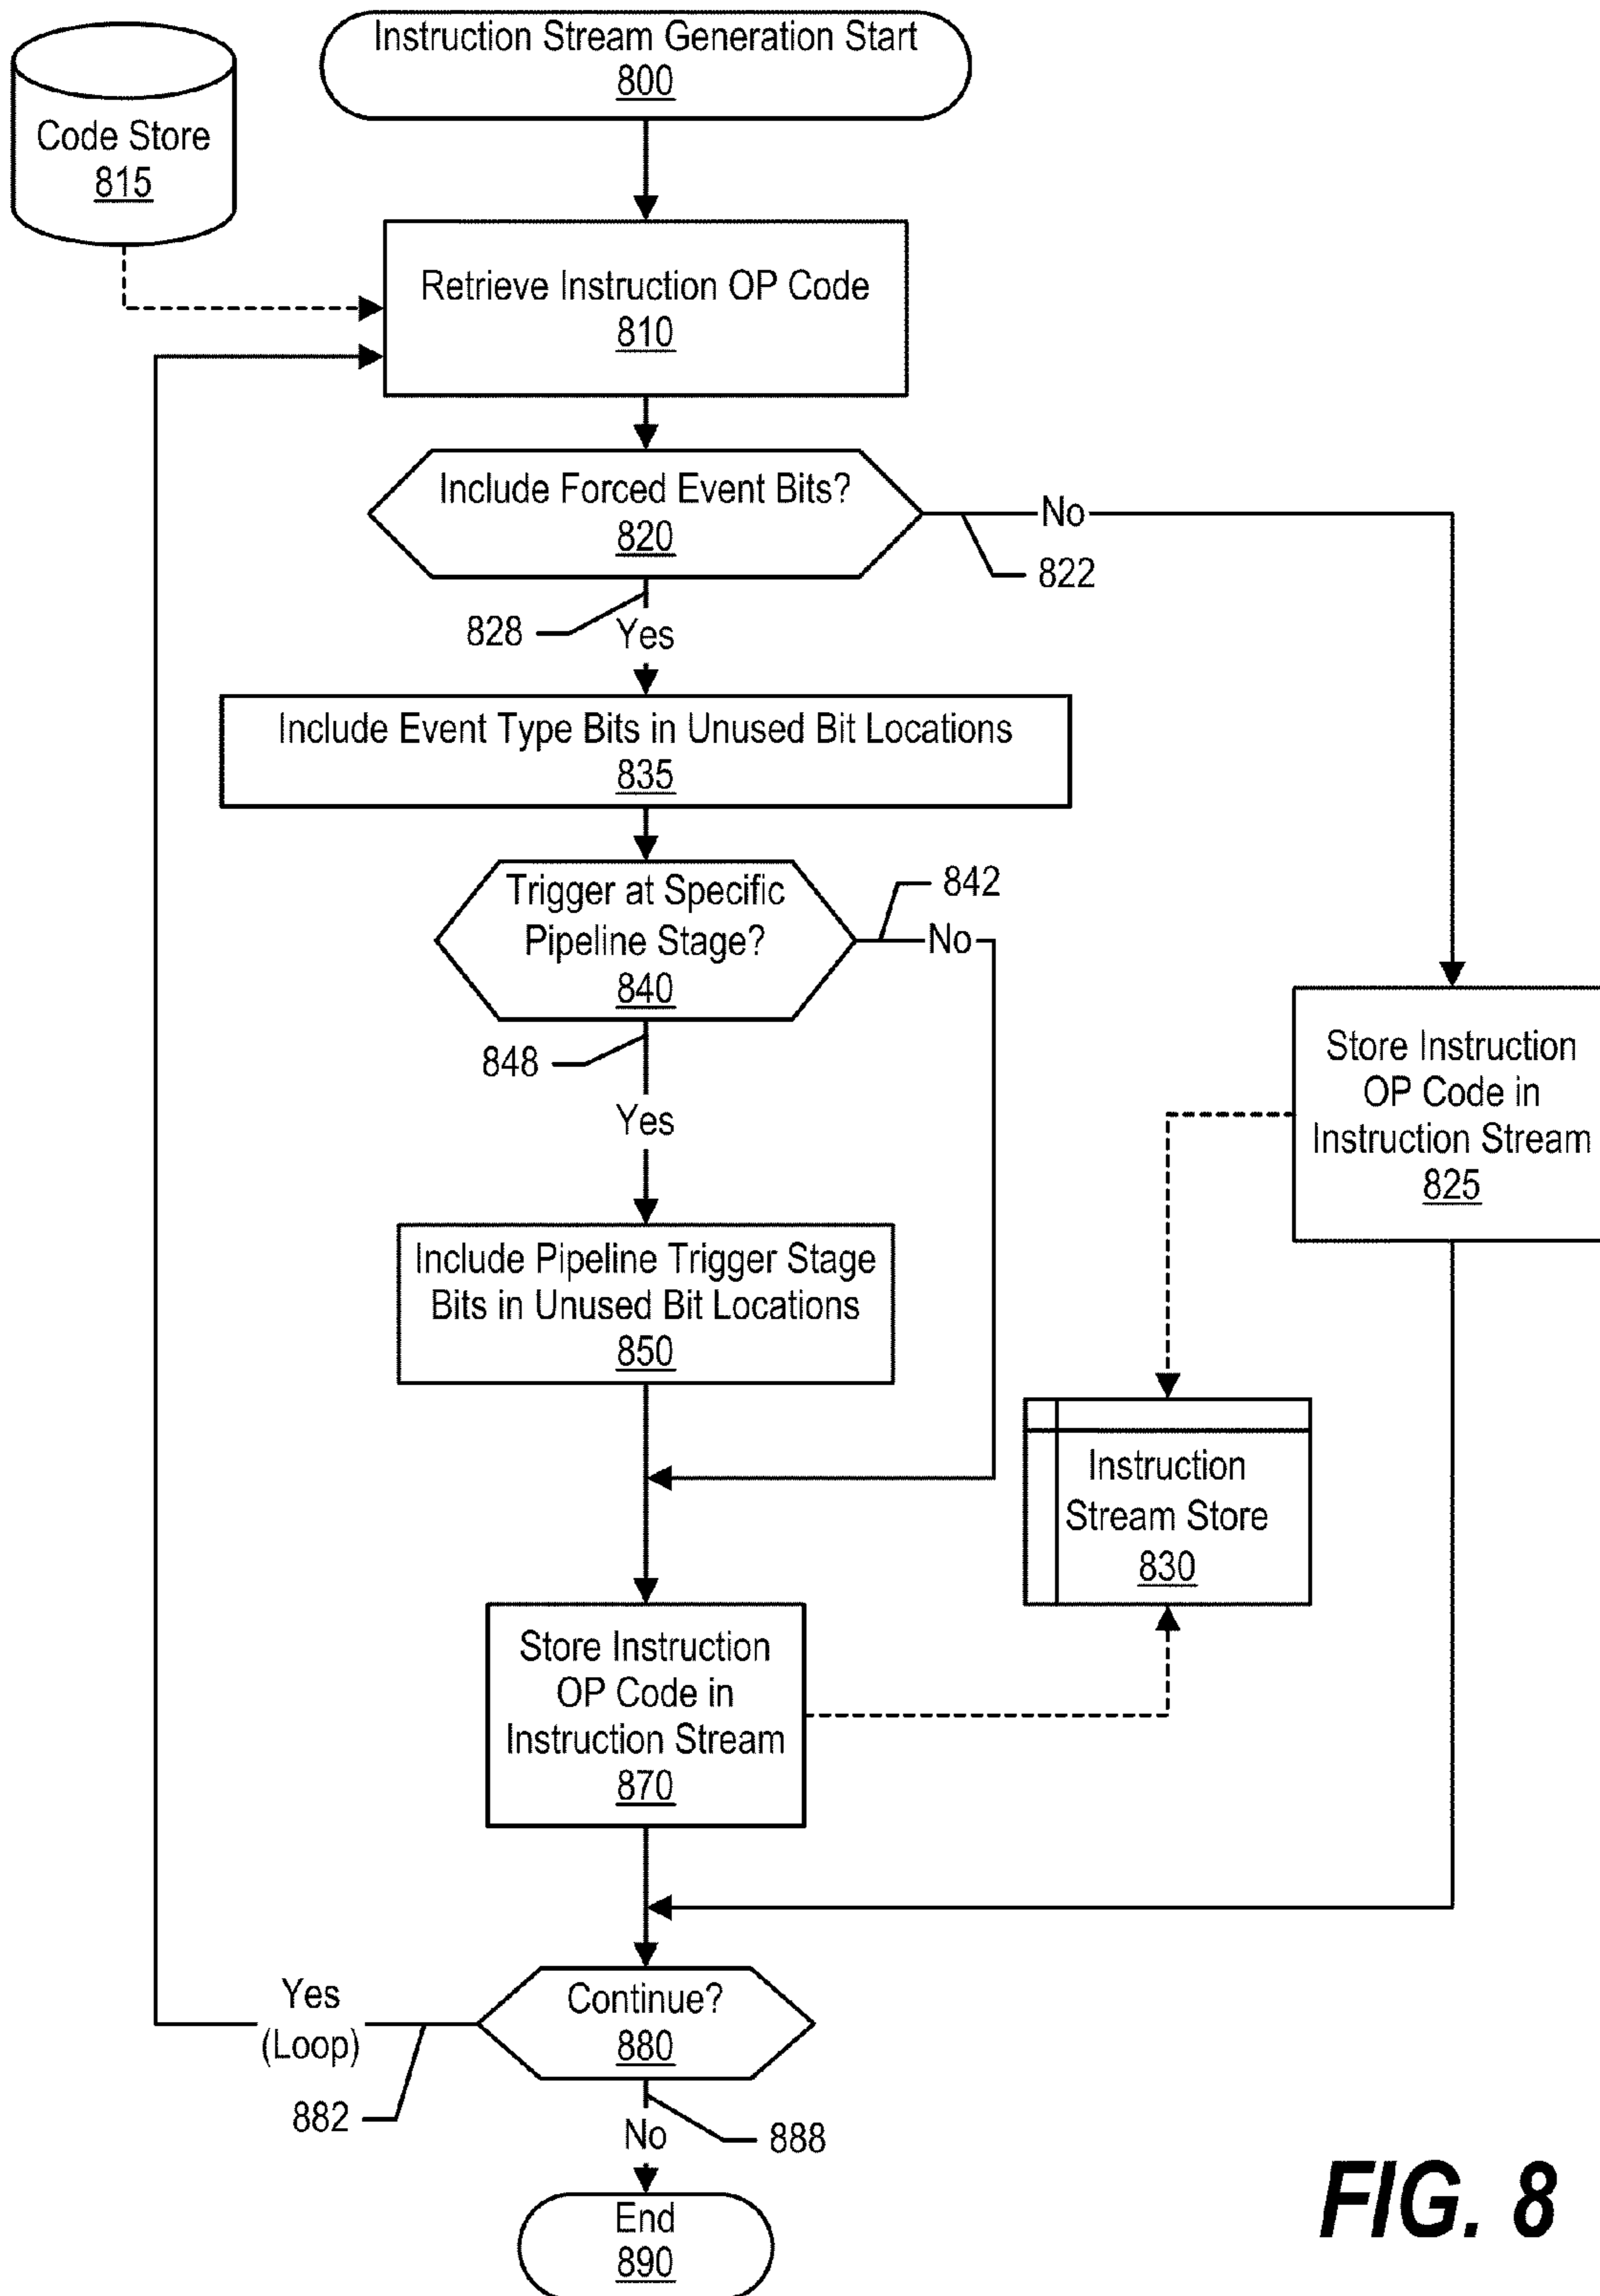 Instruction Stream Generation Start
800
Code Store
815
Retrieve Instruction OP Code
810
Include Forced Event Bits?
820
No
822
828
Yes
Include Event Type Bits in Unused Bit Locations
835
Trigger at Specific
Pipeline Stage?
840
842
No
848
Yes
Store Instruction
OP Code in
Instruction Stream
825
Include Pipeline Trigger Stage
Bits in Unused Bit Locations
850
Instruction
Stream Store
830
Store Instruction
OP Code in
Instruction Stream
870
Continue?
880
Yes
(Loop)
882
No
888
End
890
FIG. 8